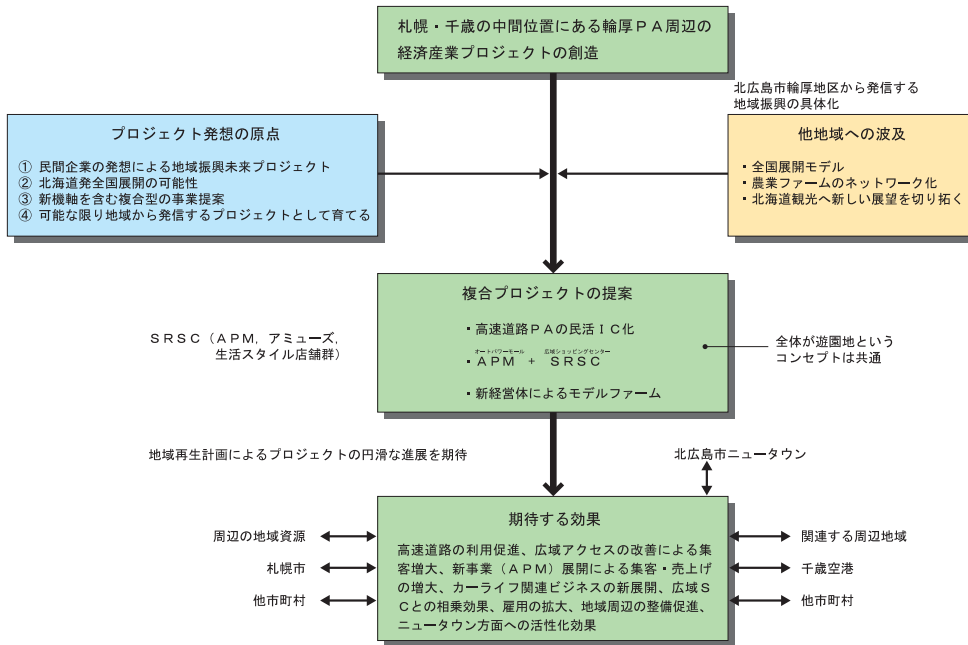 札幌・千歳の中間位置にある輪厚ＰＡ周辺の
経済産業プロジェクトの創造
北広島市輪厚地区から発信する
地域振興の具体化
プロジェクト発想の原点
① 民間企業の発想による地域振興未来プロジェクト
② 北海道発全国展開の可能性
③ 新機軸を含む複合型の事業提案
④ 可能な限り地域から発信するプロジェクトとして育てる
他地域への波及
・全国展開モデル
・農業ファームのネットワーク化
・北海道観光へ新しい展望を切り拓く
複合プロジェクトの提案
・高速道路ＰＡの民活ＩＣ化
オートパワーモール 広域ショッピングセンター
・ＡＰＭ ＋ ＳＲＳＣ
・新経営体によるモデルファーム
ＳＲＳＣ（ＡＰＭ，アミューズ，
生活スタイル店舗群）
全体が遊園地という
コンセプトは共通
地域再生計画によるプロジェクトの円滑な進展を期待
北広島市ニュータウン
期待する効果
高速道路の利用促進、広域アクセスの改善による集
客増大、新事業（ＡＰＭ）展開による集客・売上げ
の増大、カーライフ関連ビジネスの新展開、広域Ｓ
Ｃとの相乗効果、雇用の拡大、地域周辺の整備促進、
ニュータウン方面への活性化効果
周辺の地域資源
札幌市
他市町村
関連する周辺地域
千歳空港
他市町村